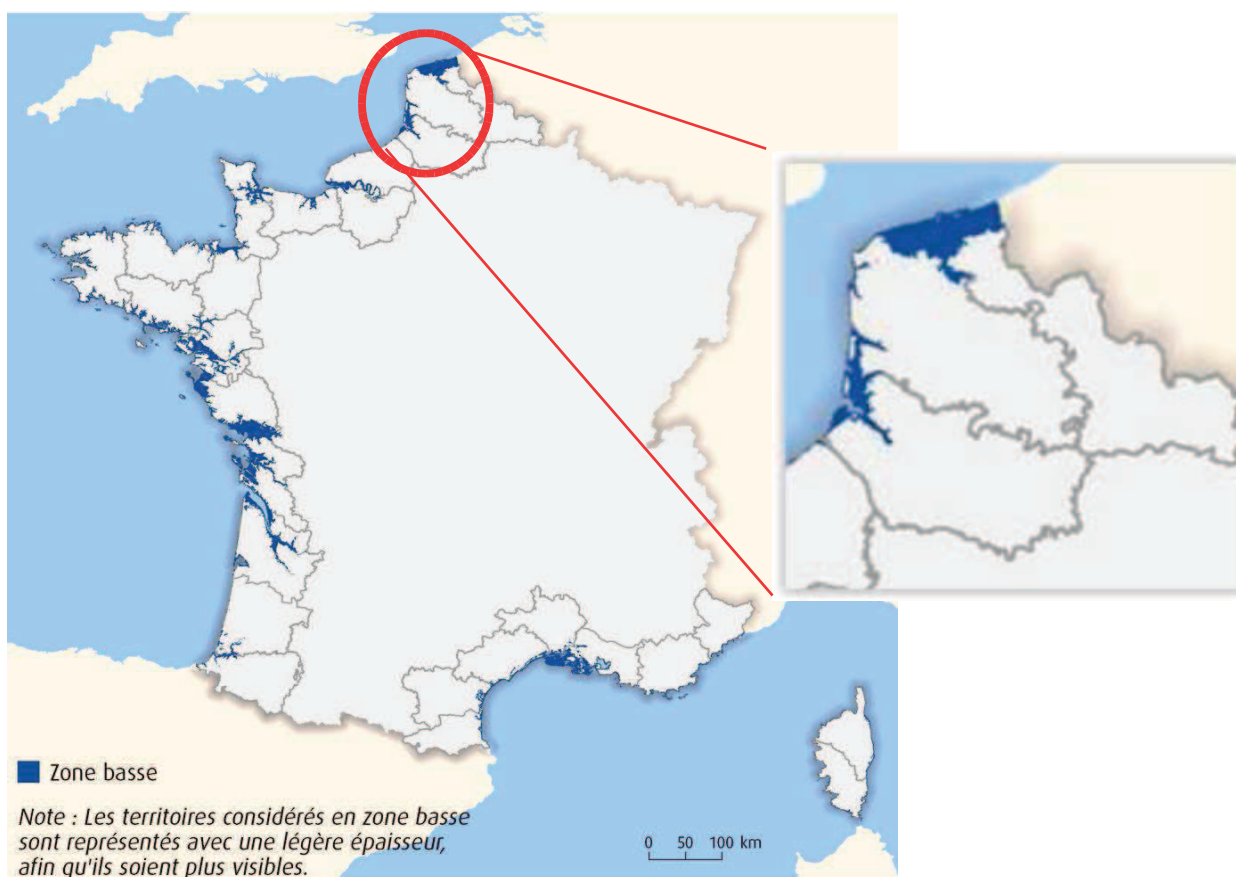 Zone basse
Note : Les territoires considérés en zone basse
sont représentés avec une légère épaisseur,
afin qu'ils soient plus visibles.
0 50 100 km